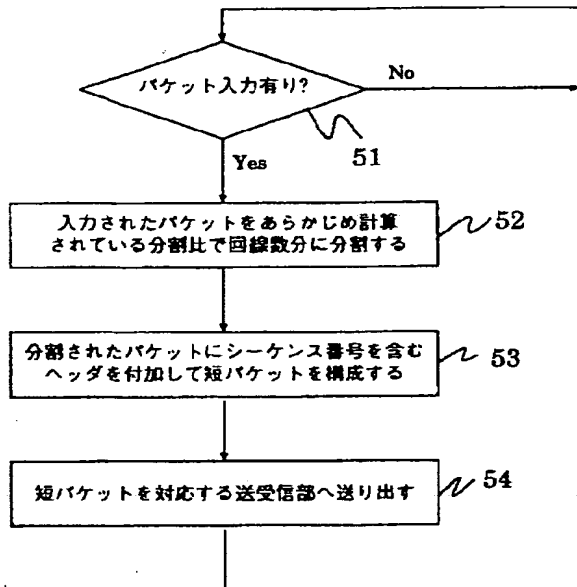 パケット入力有り?
No
51
Yes
入力されたパケットをあらかじめ計算
されている分割比で回線数分に分割する
52
分割されたパケットにシーケンス番号を含む
ヘッダを付加して短パケットを構成する
53
短パケットを対応する送受信部へ送り出す
54